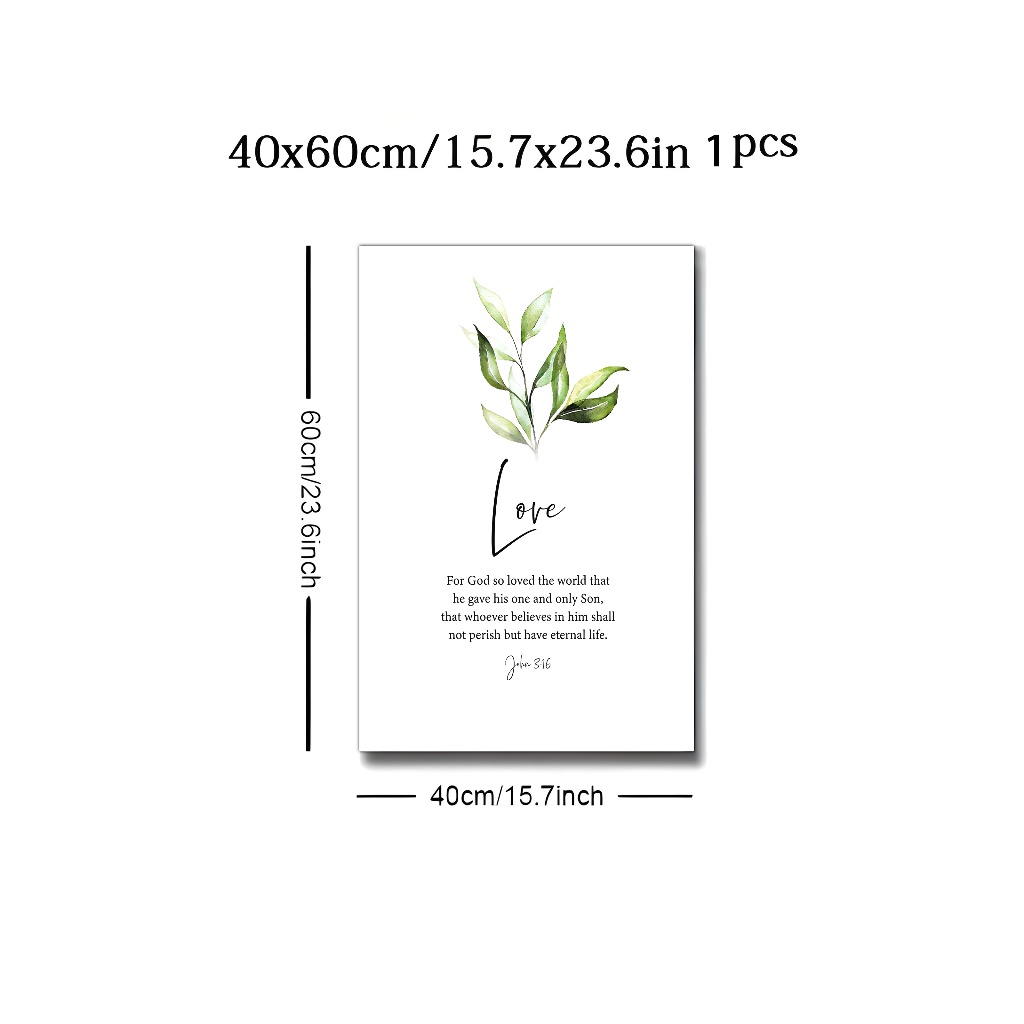 40x60cm/15.7x23.6in 1pcs
60cm/23.6inch
Love
For God so loved the world that
he gave his one and only Son,
that whoever believes in him shall
not perish but have eternal life.
John 3:16
40cm/15.7inch